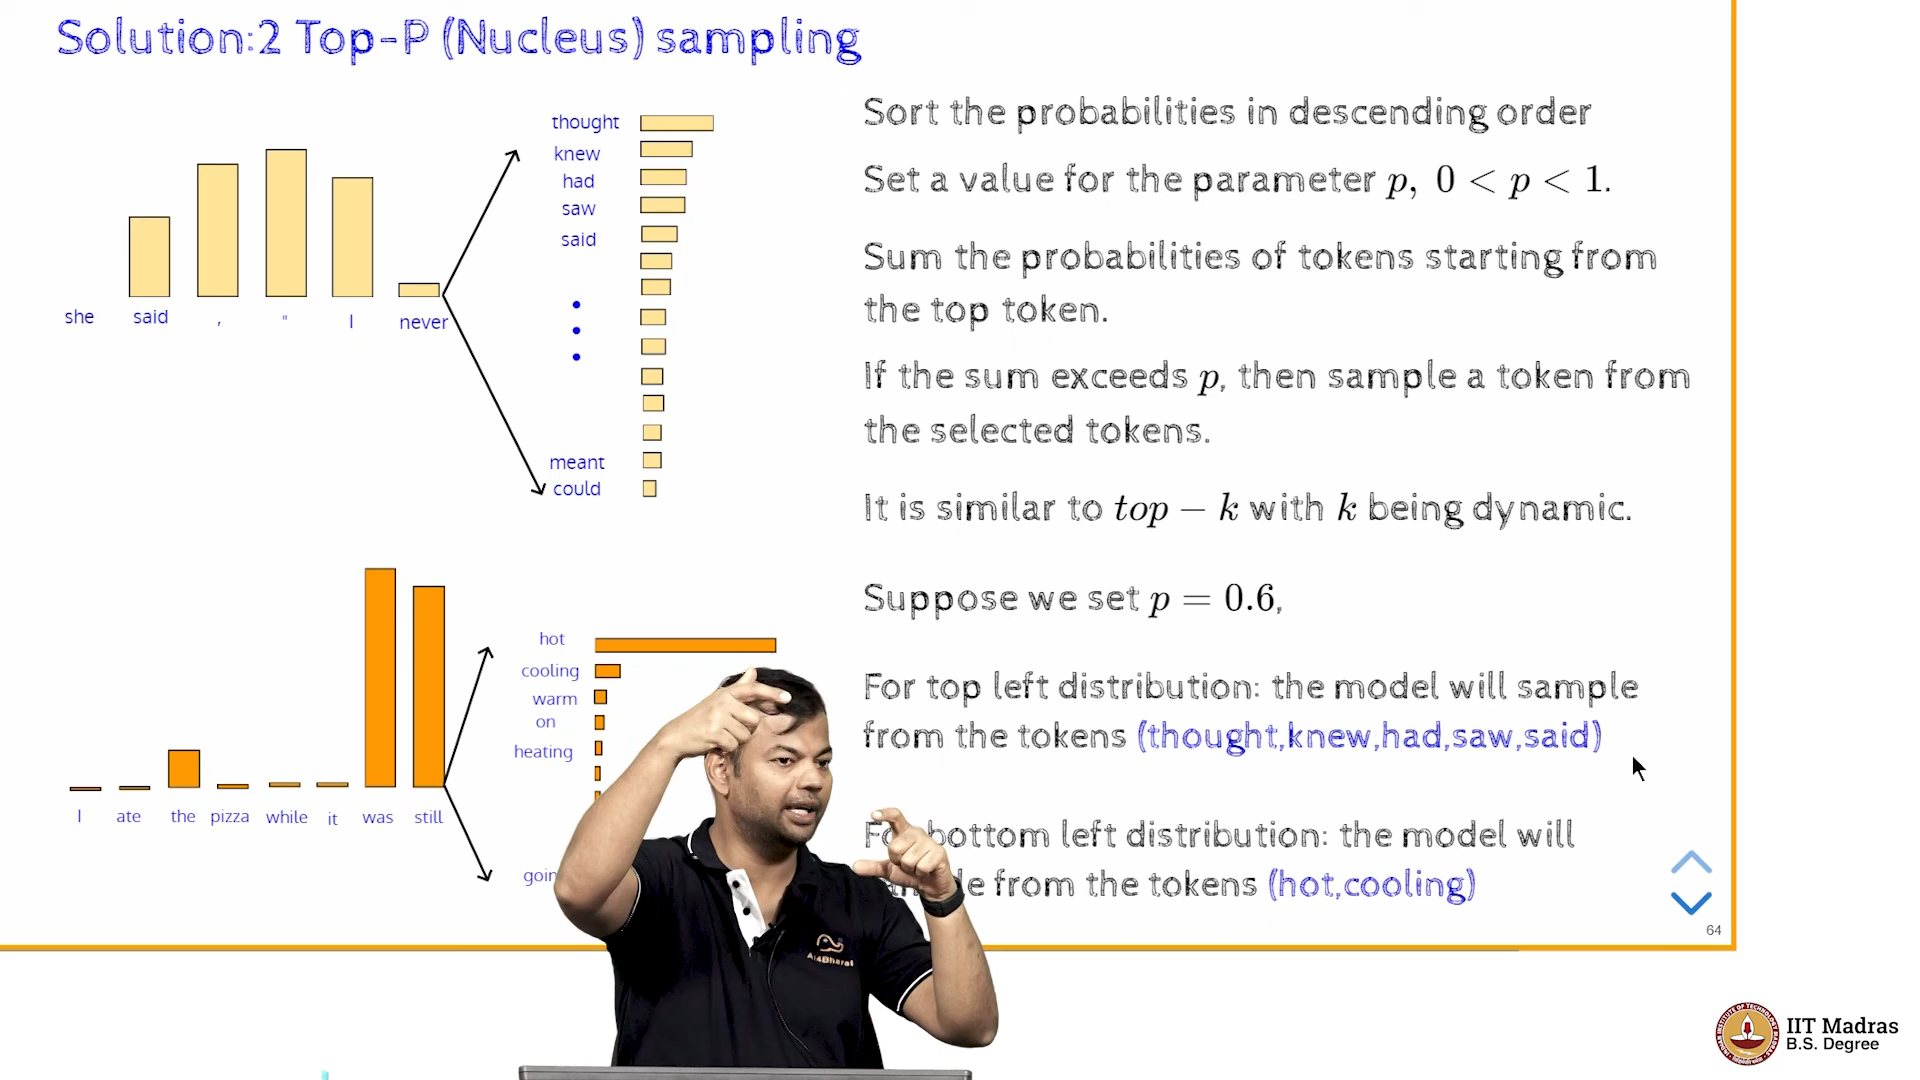 Solution:2 Top-P (Nucleus) sampling
thought
knew
had
saw
said
meant
could
she said , " I never
hot
cooling
warm
on
heating
I ate the pizza while it was still
Sort the probabilities in descending order
Set a value for the parameter p, 0 < p < 1.
Sum the probabilities of tokens starting from
the top token.
If the sum exceeds p, then sample a token from
the selected tokens.
It is similar to top − k with k being dynamic.
Suppose we set p = 0.6,
For top left distribution: the model will sample
from the tokens (thought,knew,had,saw,said)
bottom left distribution: the model will
from the tokens (hot,cooling)
64
AI4Bharat
IIT Madras
B.S. Degree